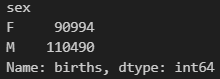 sex
F     90994
M    110490
Name: births, dtype: int64